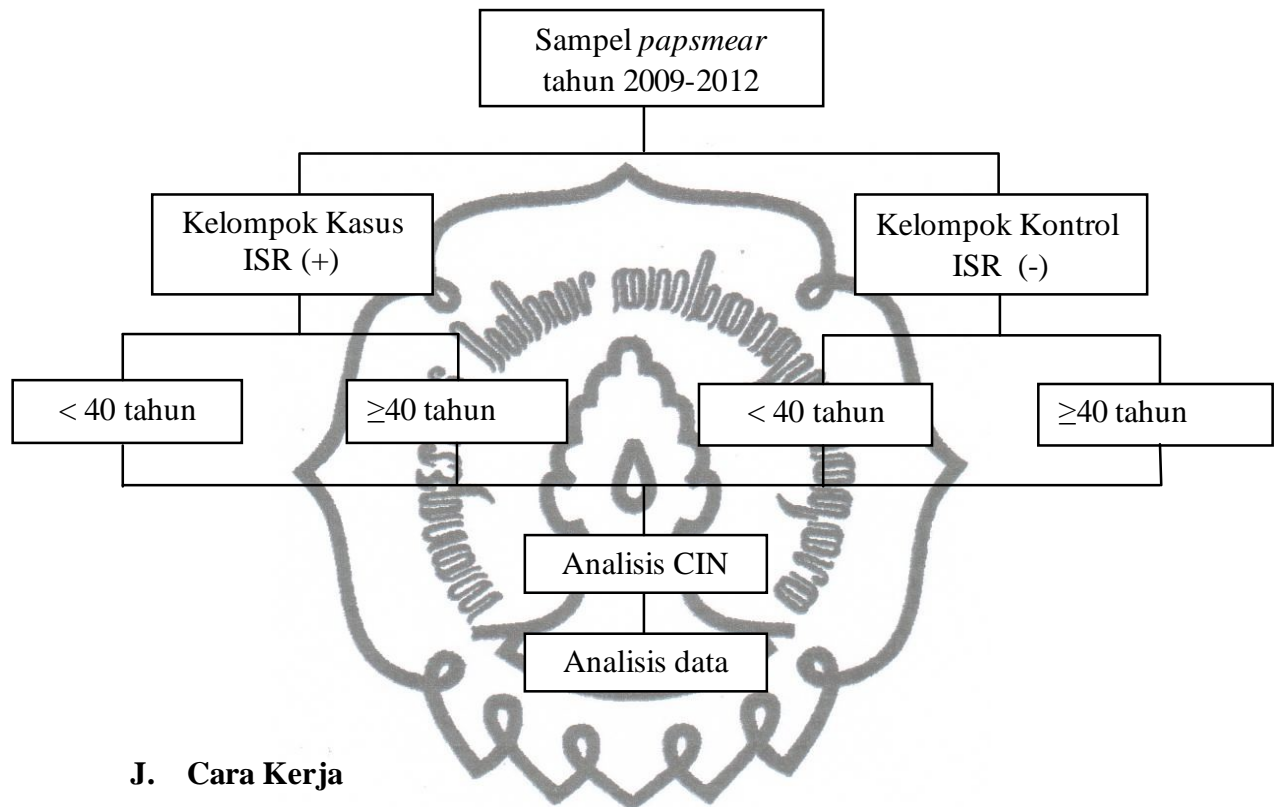 Sampel papsmear
tahun 2009-2012
Kelompok Kasus
ISR (+)
Kelompok Kontrol
ISR (-)
< 40 tahun
≥40 tahun
< 40 tahun
≥40 tahun
Analisis CIN
Analisis data
J. Cara Kerja